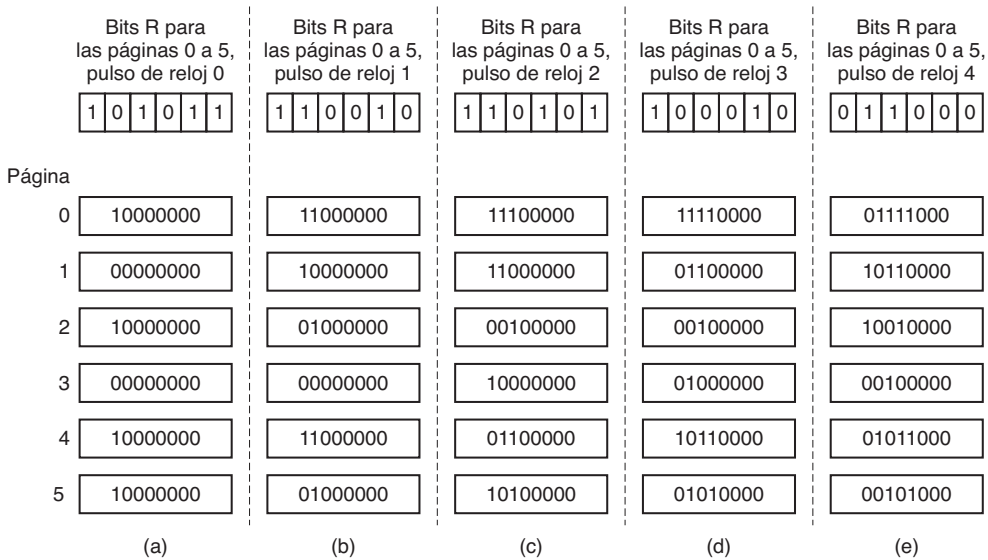 Bits R para
las páginas 0 a 5,
pulso de reloj 0
Bits R para
las páginas 0 a 5,
pulso de reloj 1
Bits R para
las páginas 0 a 5,
pulso de reloj 2
Bits R para
las páginas 0 a 5,
pulso de reloj 3
Bits R para
las páginas 0 a 5,
pulso de reloj 4
1 0 1 0 1 1
1 1 0 0 1 0
1 1 0 1 0 1
1 0 0 0 1 0
0 1 1 0 0 0
Página
0 10000000 11000000 11100000 11110000 01111000
1 00000000 10000000 11000000 01100000 10110000
2 10000000 01000000 00100000 00100000 10010000
3 00000000 00000000 10000000 01000000 00100000
4 10000000 11000000 01100000 10110000 01011000
5 10000000 01000000 10100000 01010000 00101000
(a) (b) (c) (d) (e)